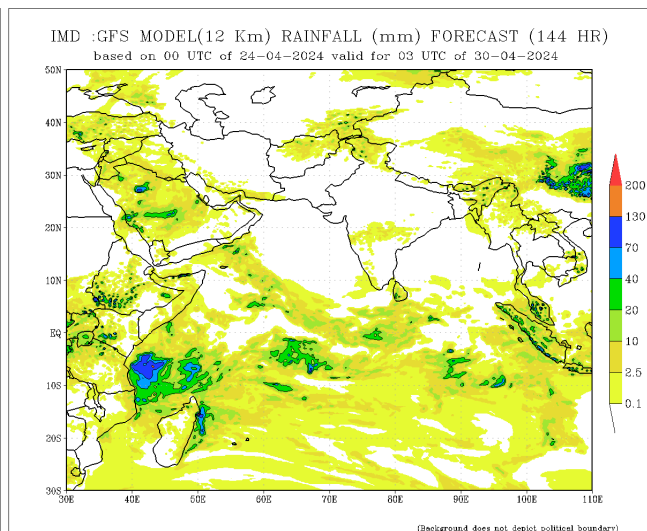 IMD :GFS MODEL(12 Km) RAINFALL (mm) FORECAST (144 HR)
based on 00 UTC of 24-04-2024 valid for 03 UTC of 30-04-2024
50N
40N
30N
20N
10N
EQ
10S
20S
30S
30E 40E 50E 60E 70E 80E 90E 100E 110E
200
130
70
40
20
10
2.5
0.1
(Background does not depict political boundary)